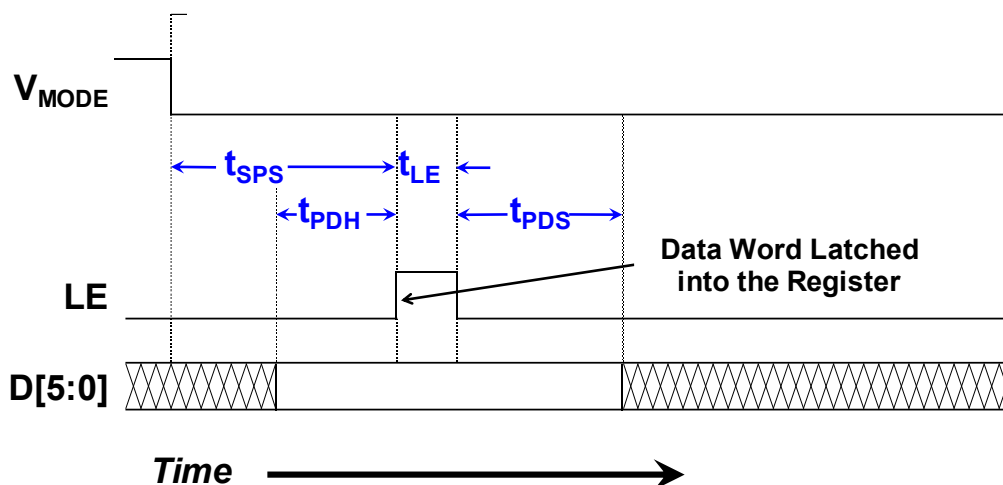 VMODE
tSPS
tLE
tPDH
tPDS
Data Word Latched
into the Register
LE
D[5:0]
Time